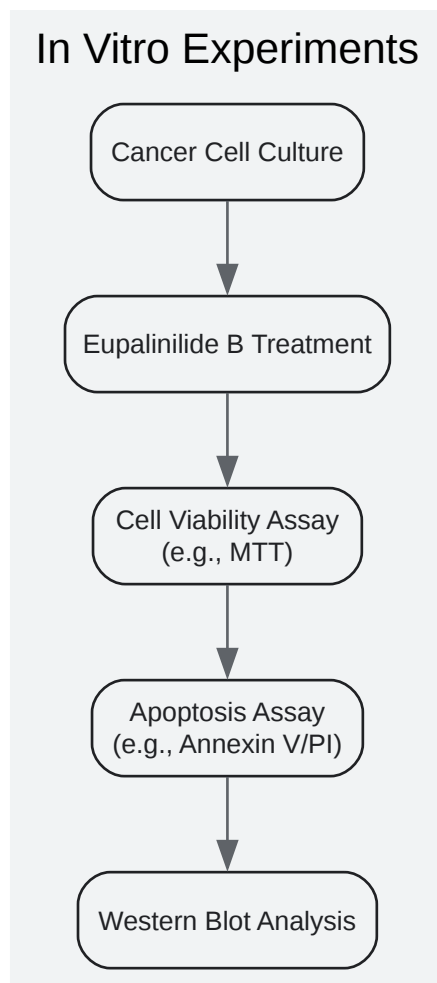 In Vitro Experiments
Cancer Cell Culture
Eupalinilide B Treatment
Cell Viability Assay
(e.g., MTT)
Apoptosis Assay
(e.g., Annexin V/PI)
Western Blot Analysis